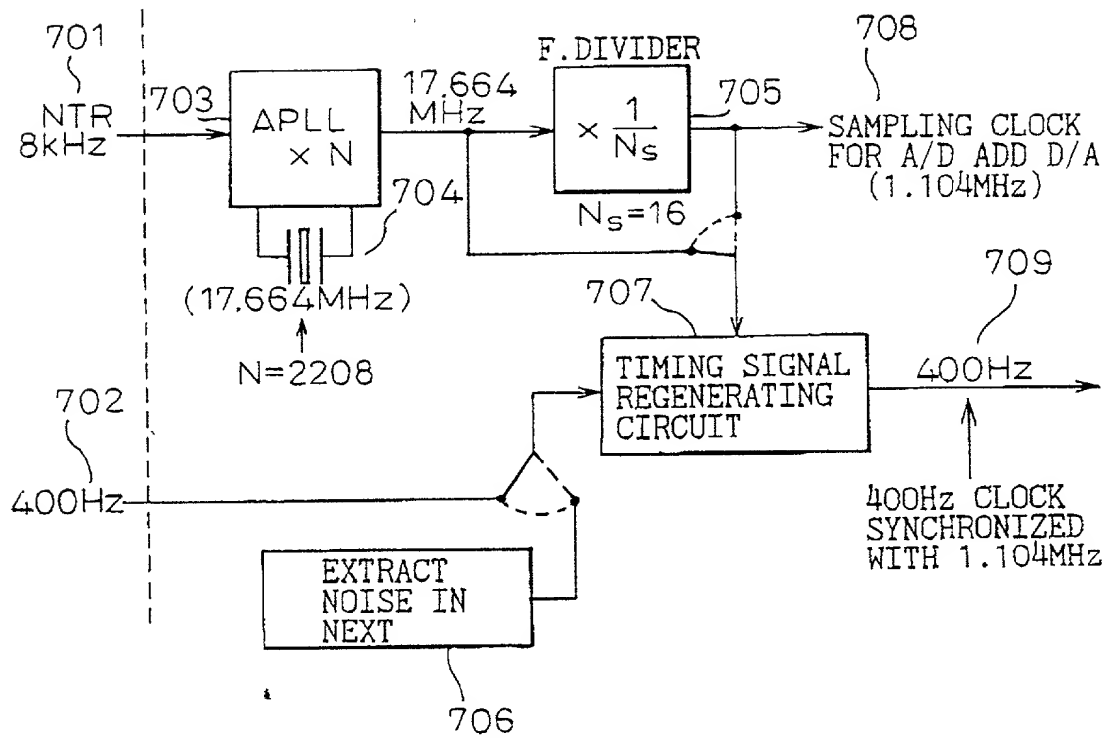 701
NTR
8kHz
703
APLL
× N
17.664
MHz
F.DIVIDER
× 1/Ns
705
708
SAMPLING CLOCK
FOR A/D ADD D/A
(1.104MHz)
704
(17.664MHz)
N=2208
Ns=16
707
TIMING SIGNAL
REGENERATING
CIRCUIT
709
400Hz
400Hz CLOCK
SYNCHRONIZED
WITH 1.104MHz
702
400Hz
EXTRACT
NOISE IN
NEXT
706